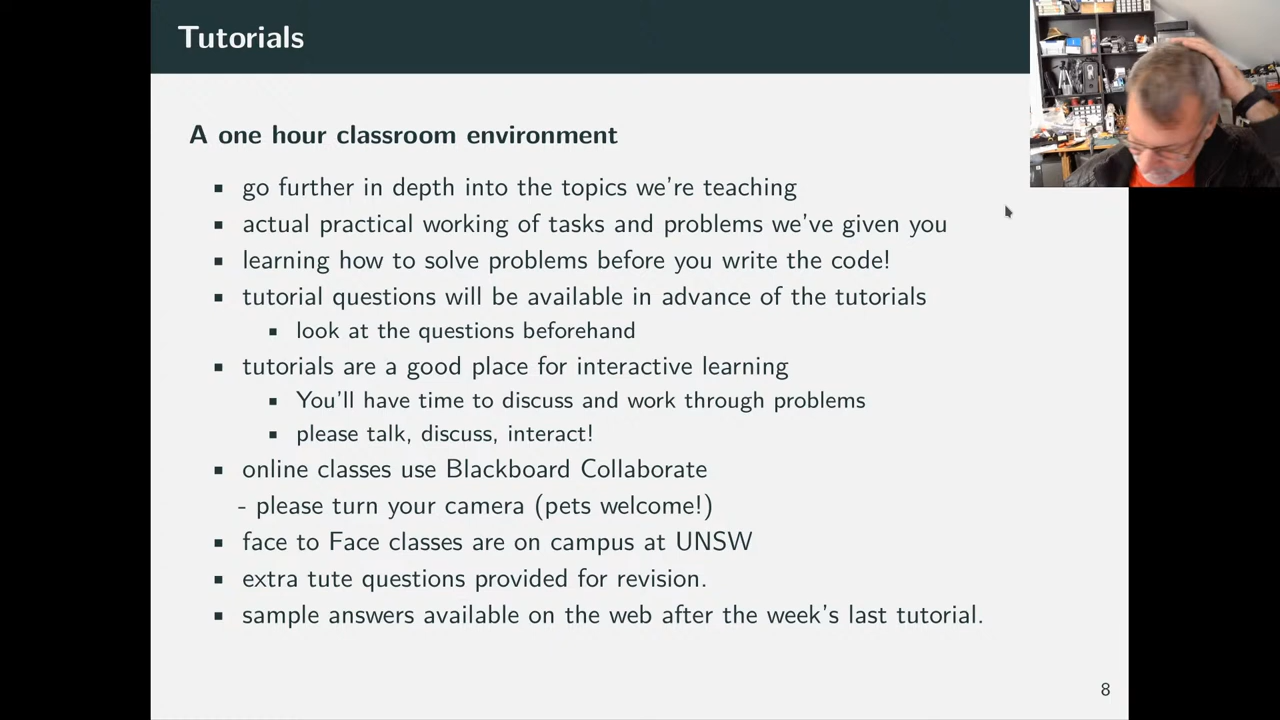 Tutorials
A one hour classroom environment
▪ go further in depth into the topics we're teaching
▪ actual practical working of tasks and problems we've given you
▪ learning how to solve problems before you write the code!
▪ tutorial questions will be available in advance of the tutorials
▪ look at the questions beforehand
▪ tutorials are a good place for interactive learning
▪ You'll have time to discuss and work through problems
▪ please talk, discuss, interact!
▪ online classes use Blackboard Collaborate
- please turn your camera (pets welcome!)
▪ face to Face classes are on campus at UNSW
▪ extra tute questions provided for revision.
▪ sample answers available on the web after the week's last tutorial.
8